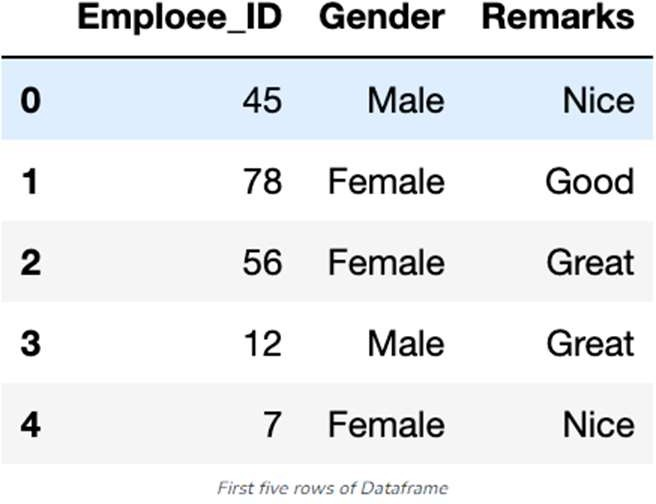 Emploee_ID Gender Remarks
0 45 Male Nice
1 78 Female Good
2 56 Female Great
3 12 Male Great
4 7 Female Nice
First five rows of Dataframe